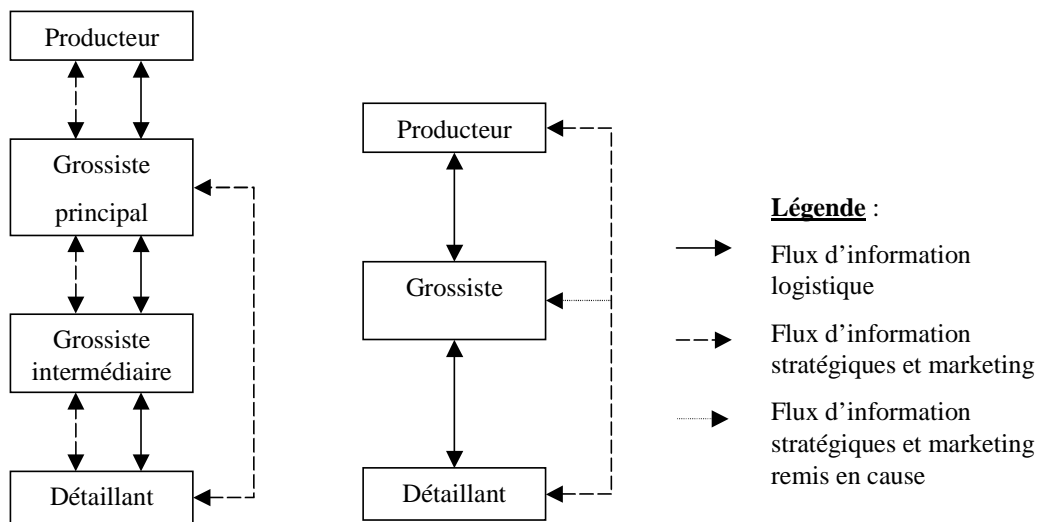 Producteur
Grossiste
principal
Grossiste
intermédiaire
Détaillant
Producteur
Grossiste
Détaillant
Légende :
Flux d’information
logistique
Flux d’information
stratégiques et marketing
Flux d’information
stratégiques et marketing
remis en cause